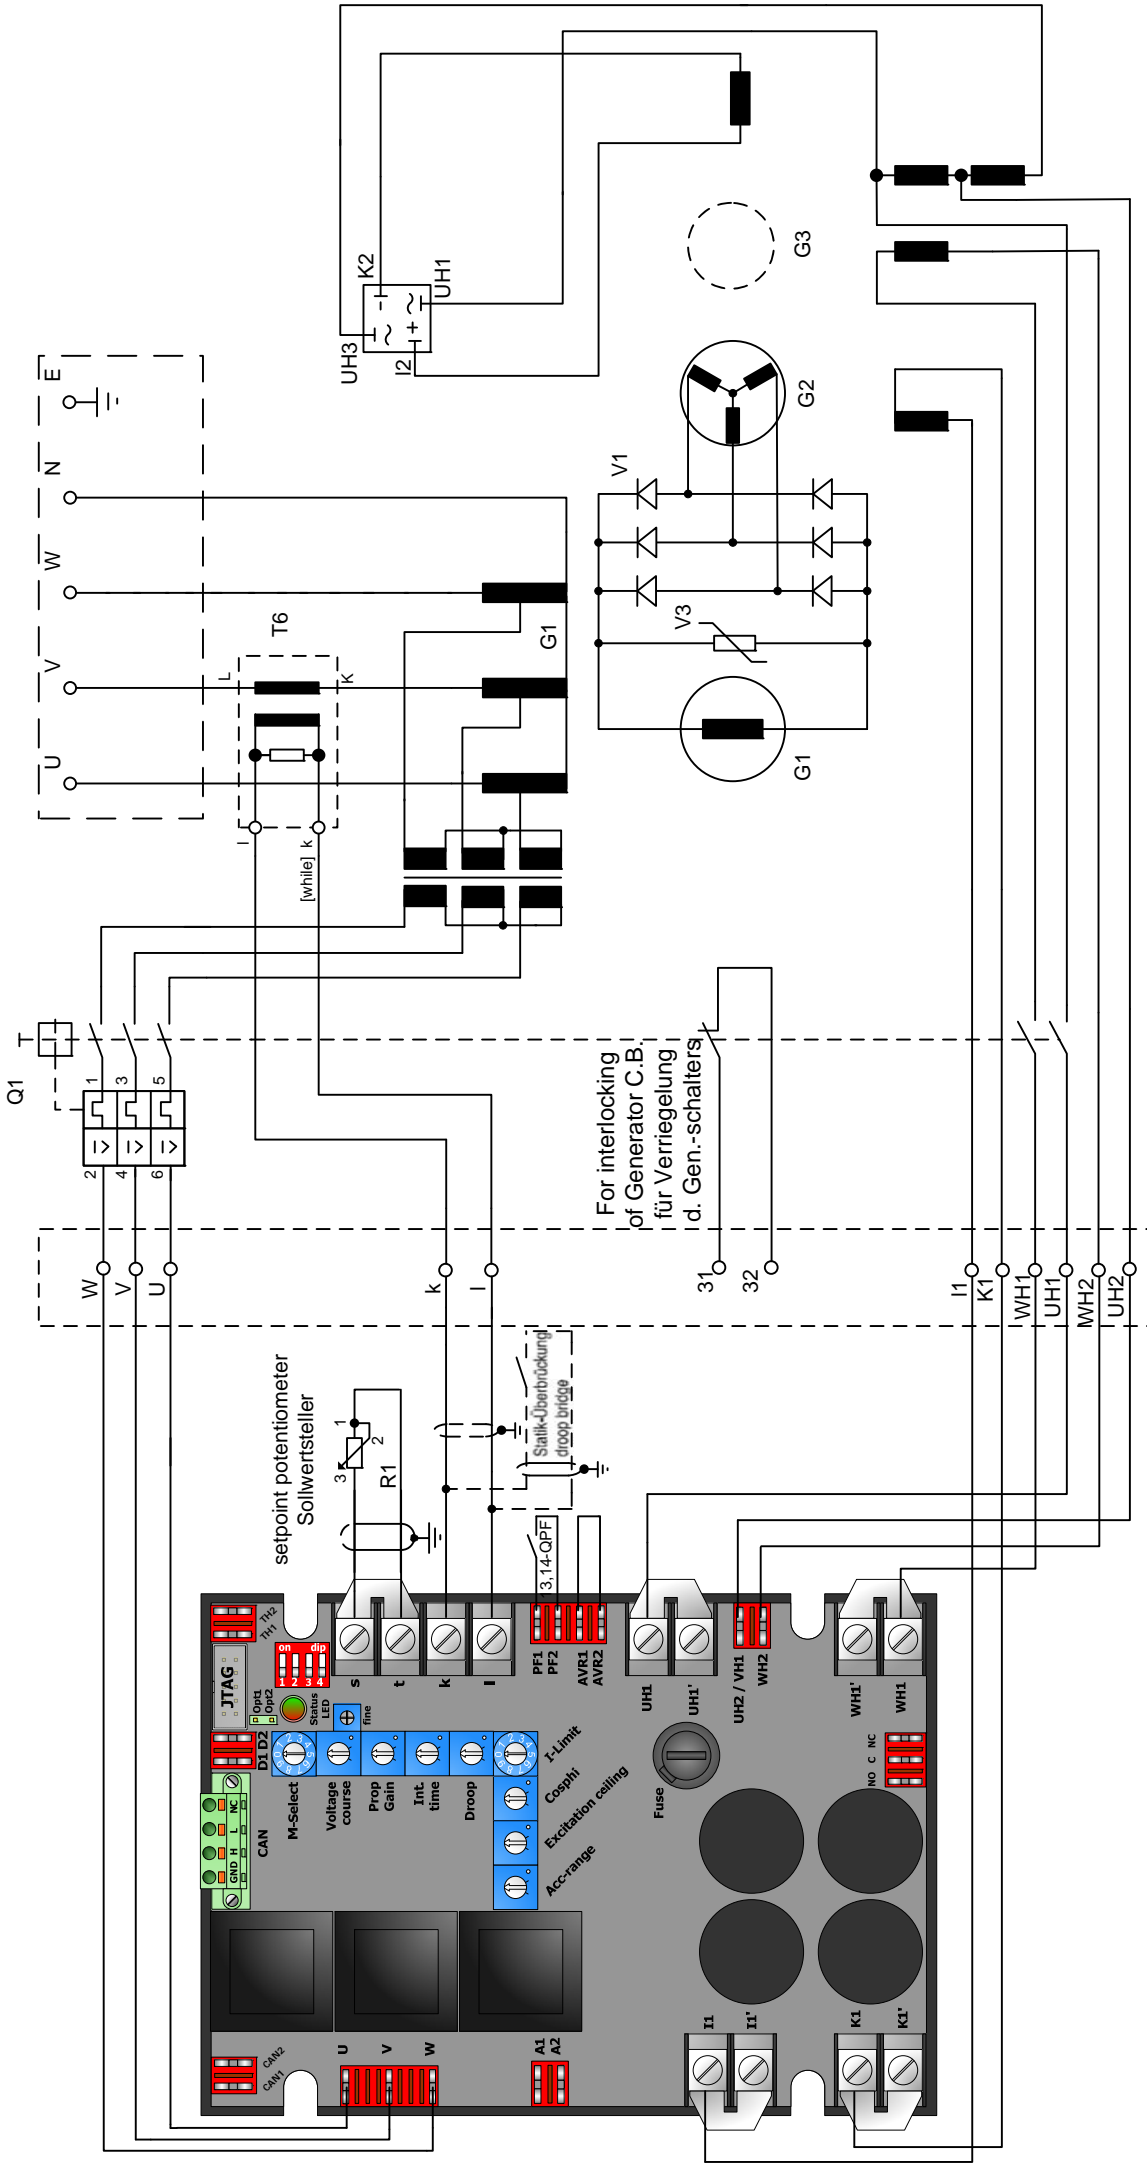 E
N
W
V
U
K2
UH1
UH3
I2
T6
L
K
l
[while] k
G1
G3
G2
V1
V3
G1
Q1
1
3
5
2
4
6
For interlocking
of Generator C.B.
für Verriegelung
d. Gen.-schalters
W
V
U
k
l
31
32
I1
K1
WH1
UH1
WH2
UH2
setpoint potentiometer
Sollwertsteller
3
1
2
R1
Statik-Überbrückung
droop bridge
13,14-QPF
TH2
TH1
on dip
1 2 3 4
JTAG
Opt1
Opt2
Status
LED
fine
D1 D2
s
t
k
l
PF1
PF2
AVR1
AVR2
UH1
UH1'
UH2 / VH1
WH2
WH1'
WH1
NO C NC
Fuse
M-Select
Voltage
course
Prop
Gain
Int.
time
Droop
I-Limit
Cosphi
Excitation ceiling
Acc-range
CAN
GND H L NC
CAN2
CAN1
U
V
W
A1
A2
I1
I1'
K1
K1'